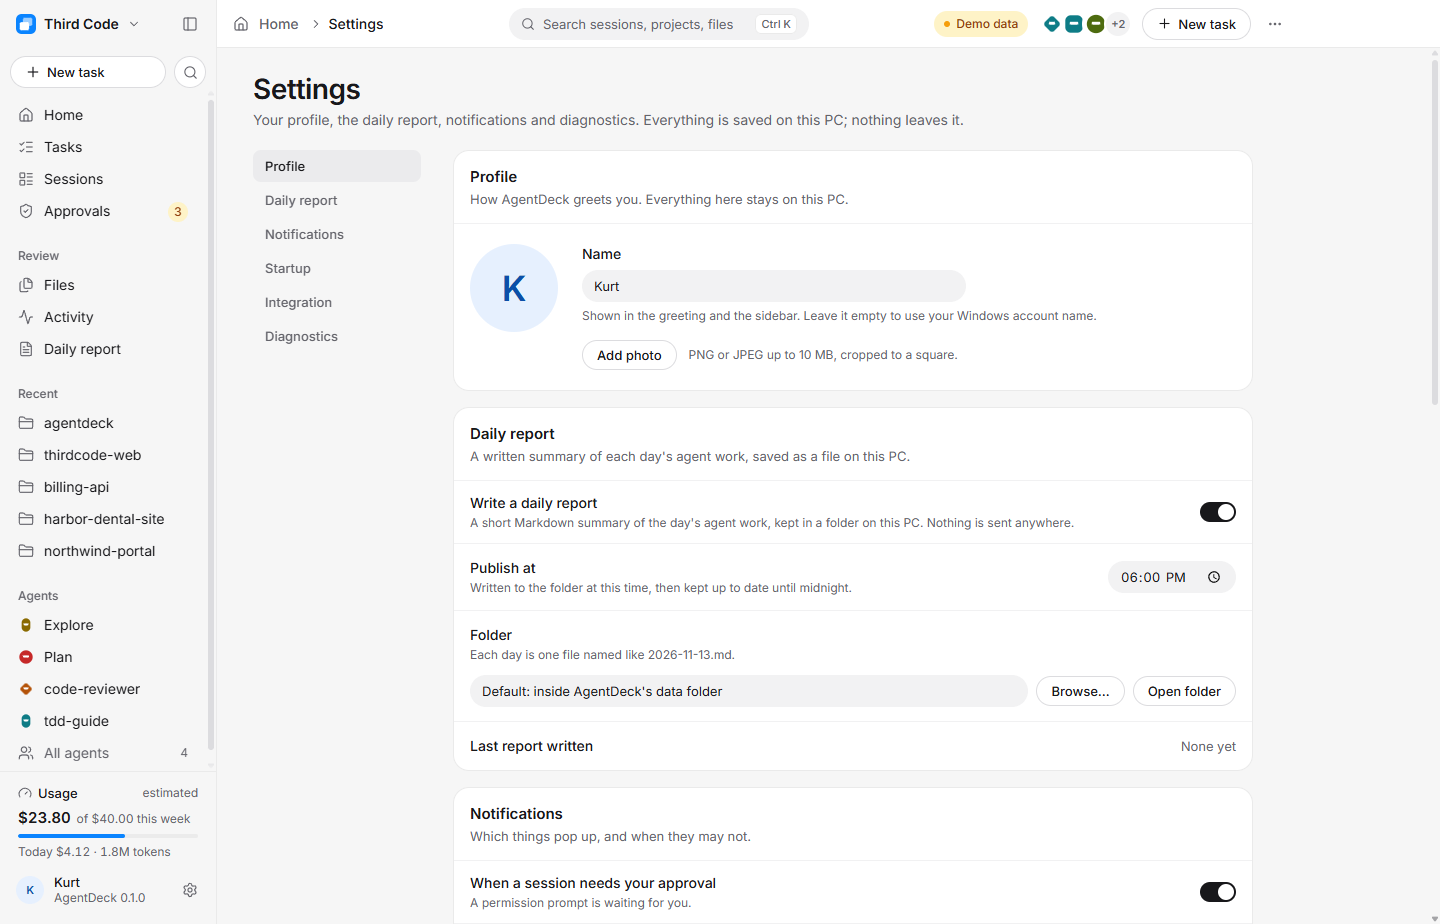 Third Code
Home
Settings
Search sessions, projects, files
Ctrl K
Demo data
+2
New task
New task
Home
Tasks
Sessions
Approvals
3
Review
Files
Activity
Daily report
Recent
agentdeck
thirdcode-web
billing-api
harbor-dental-site
northwind-portal
Agents
Explore
Plan
code-reviewer
tdd-guide
All agents
4
Usage
estimated
$23.80 of $40.00 this week
Today $4.12 · 1.8M tokens
K
Kurt
AgentDeck 0.1.0
Settings
Your profile, the daily report, notifications and diagnostics. Everything is saved on this PC; nothing leaves it.
Profile
Daily report
Notifications
Startup
Integration
Diagnostics
Profile
How AgentDeck greets you. Everything here stays on this PC.
K
Name
Kurt
Shown in the greeting and the sidebar. Leave it empty to use your Windows account name.
Add photo
PNG or JPEG up to 10 MB, cropped to a square.
Daily report
A written summary of each day's agent work, saved as a file on this PC.
Write a daily report
A short Markdown summary of the day's agent work, kept in a folder on this PC. Nothing is sent anywhere.
Publish at
Written to the folder at this time, then kept up to date until midnight.
06:00 PM
Folder
Each day is one file named like 2026-11-13.md.
Default: inside AgentDeck's data folder
Browse...
Open folder
Last report written
None yet
Notifications
Which things pop up, and when they may not.
When a session needs your approval
A permission prompt is waiting for you.